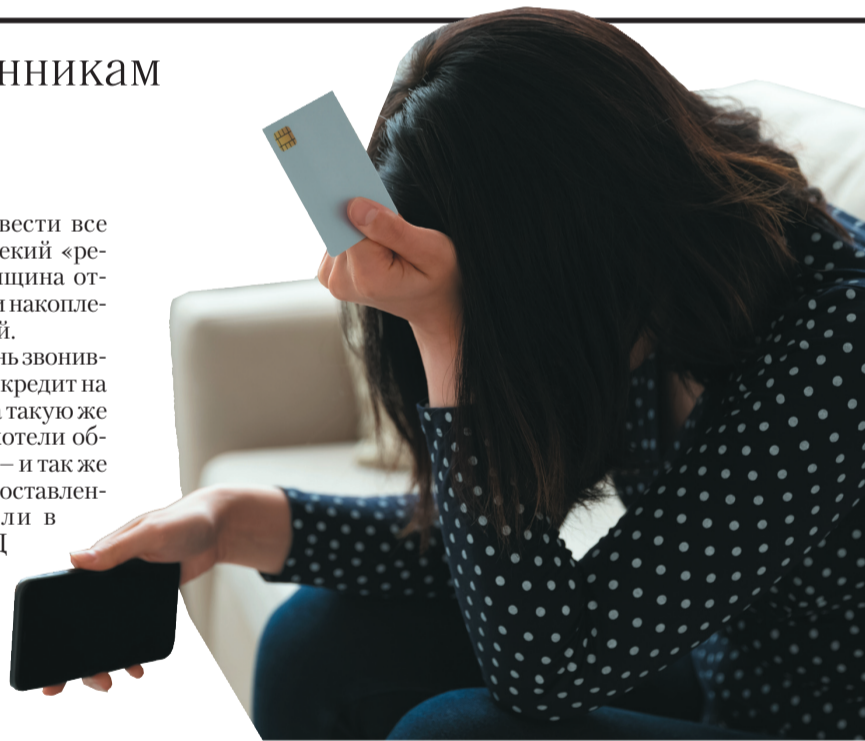 нникам
вести все
екий «ре-
щина от-
и накопле-
й.
нь звонив-
кредит на
а такую же
хотели об-
– и так же
оставлен-
ли в
Ц